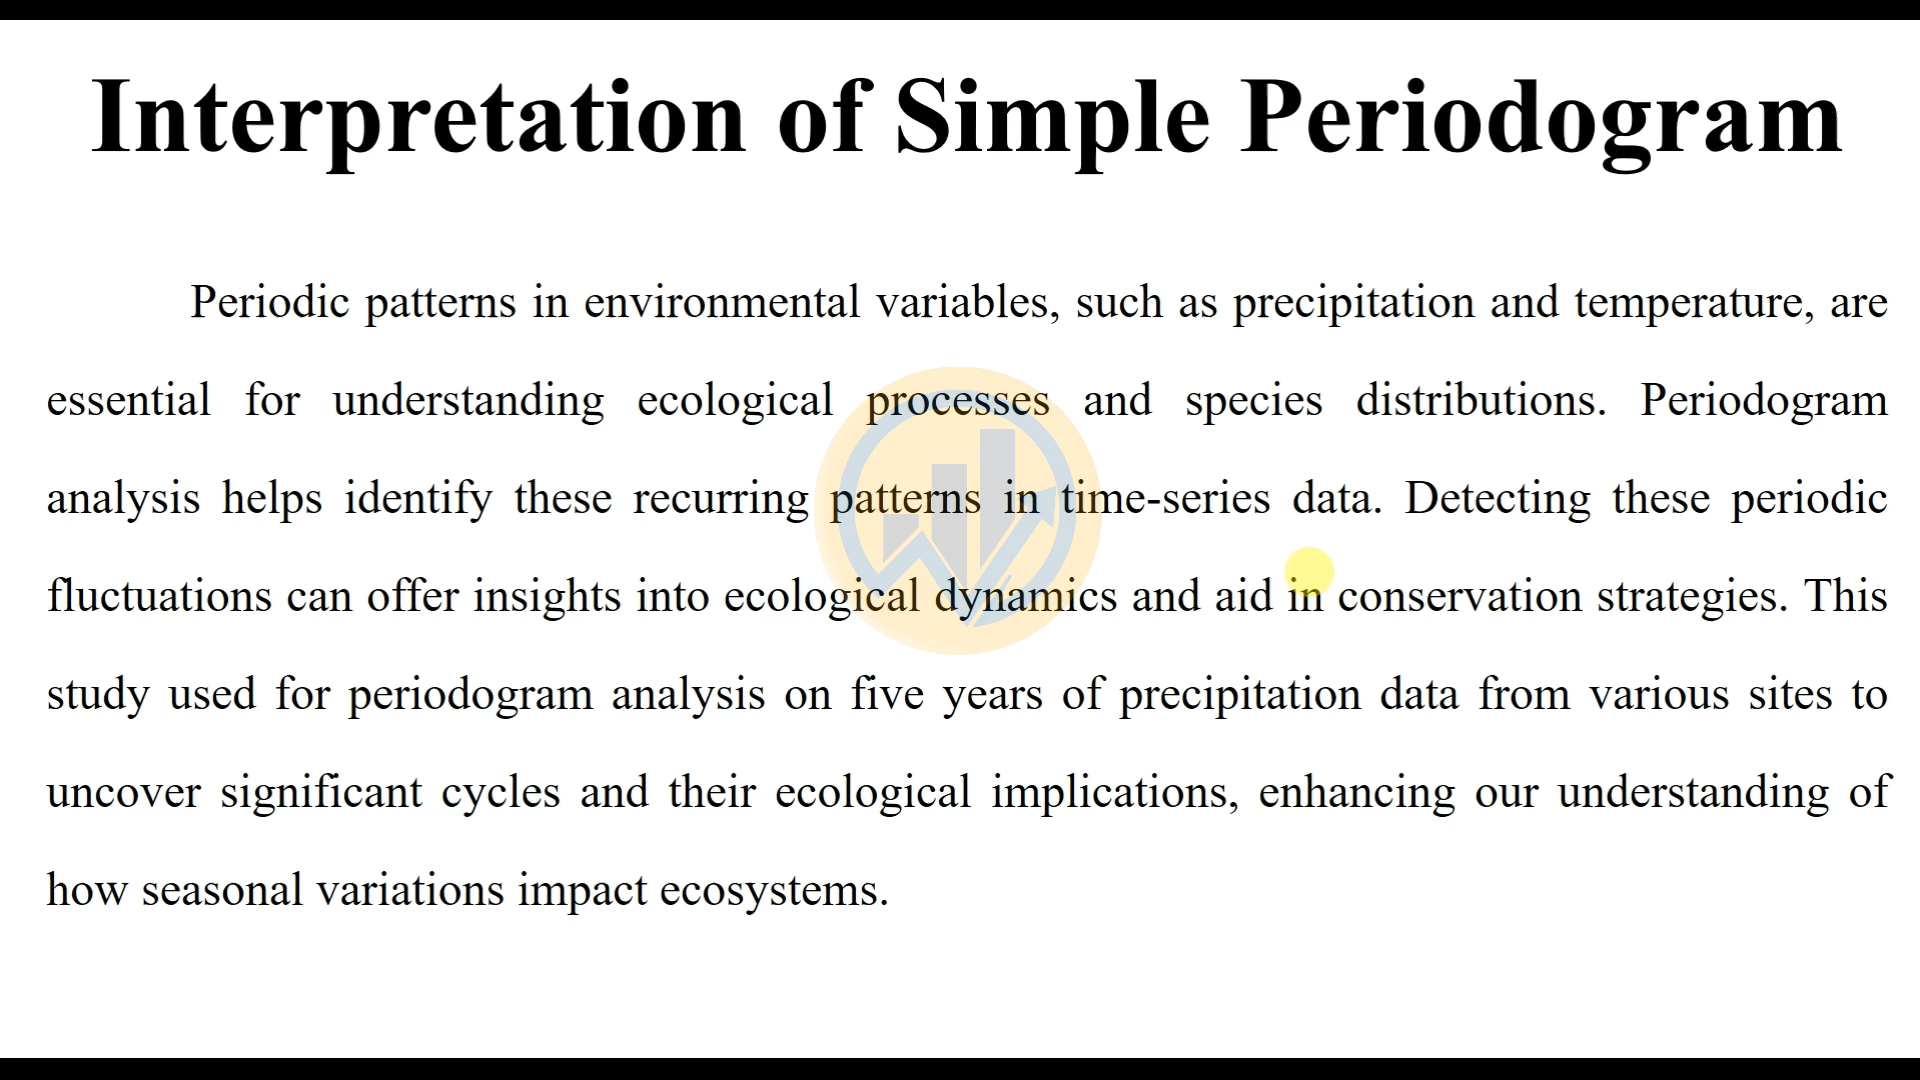 Interpretation of Simple Periodogram
Periodic patterns in environmental variables, such as precipitation and temperature, are
essential for understanding ecological processes and species distributions. Periodogram
analysis helps identify these recurring patterns in time-series data. Detecting these periodic
fluctuations can offer insights into ecological dynamics and aid in conservation strategies. This
study used for periodogram analysis on five years of precipitation data from various sites to
uncover significant cycles and their ecological implications, enhancing our understanding of
how seasonal variations impact ecosystems.